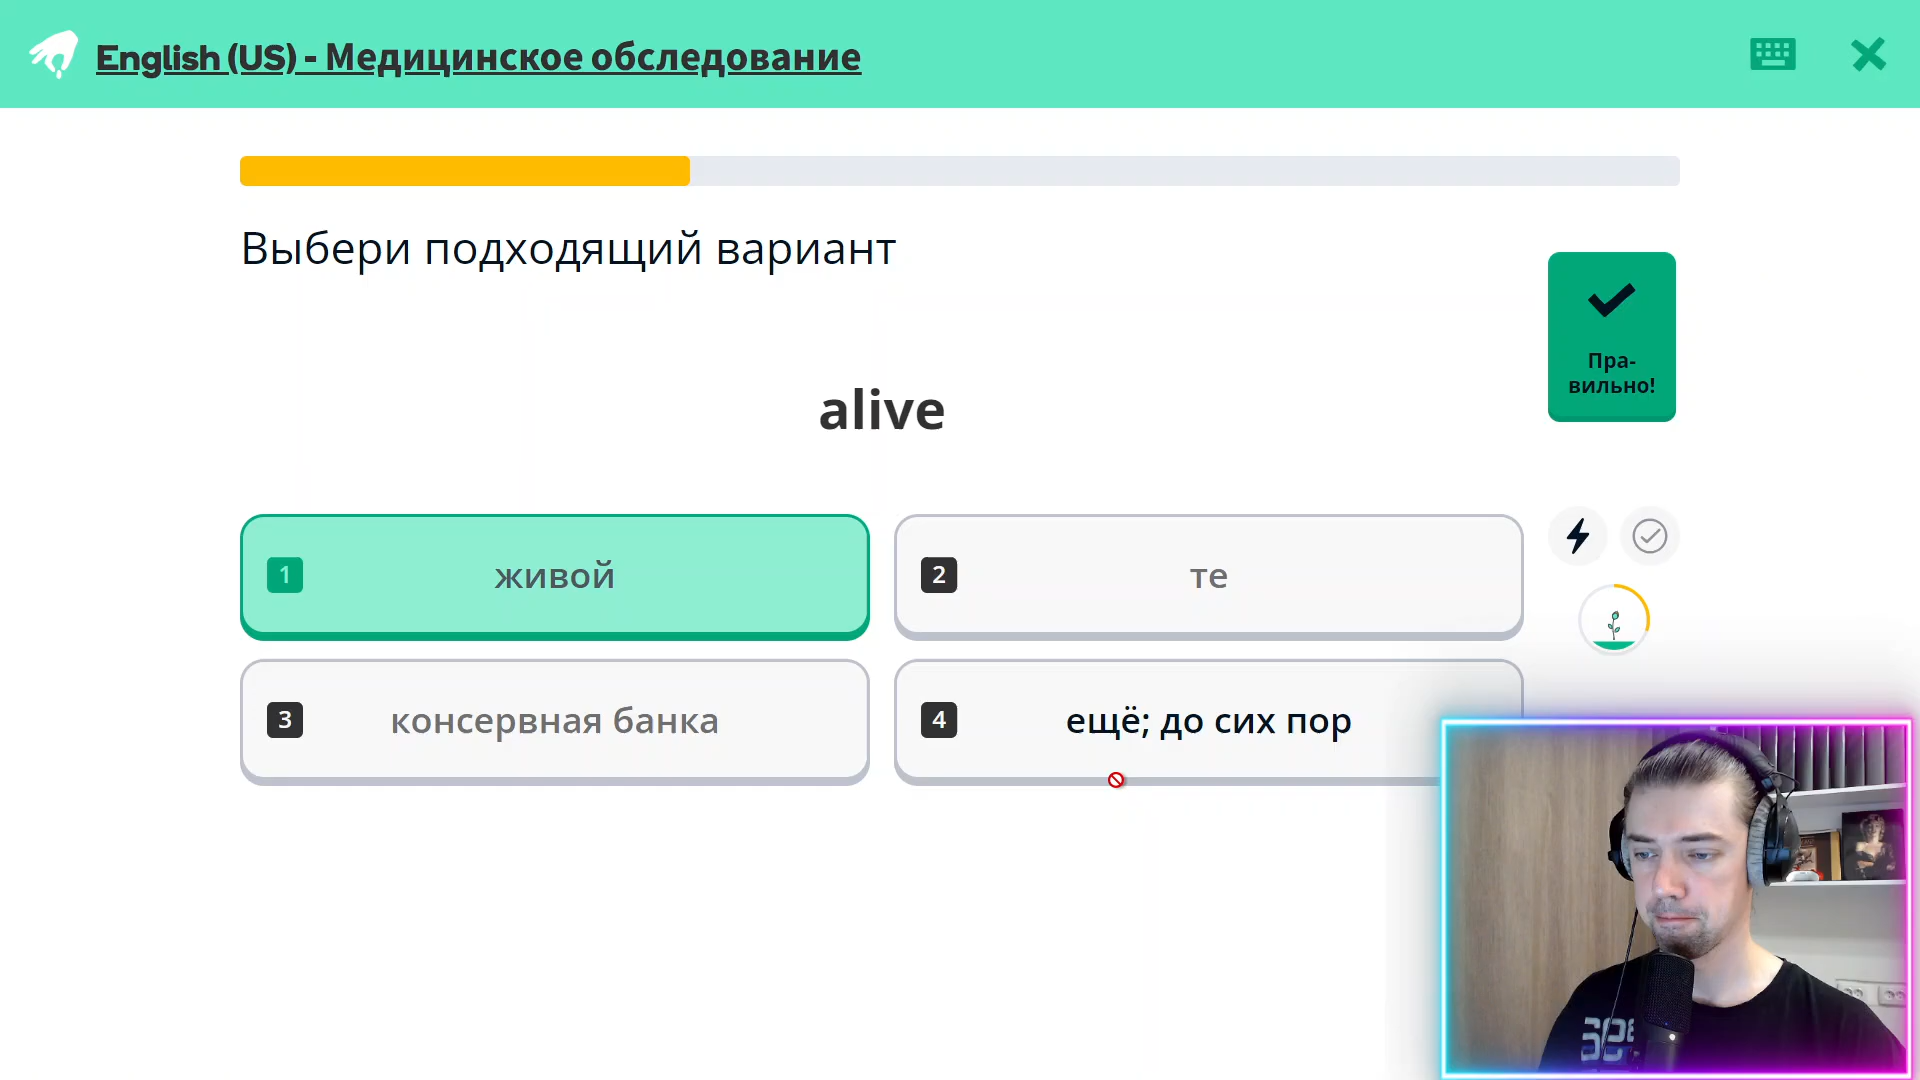 English (US) - Медицинское обследование
Выбери подходящий вариант
Пра-
вильно!
alive
1 живой
2 те
3 консервная банка
4 ещё; до сих пор